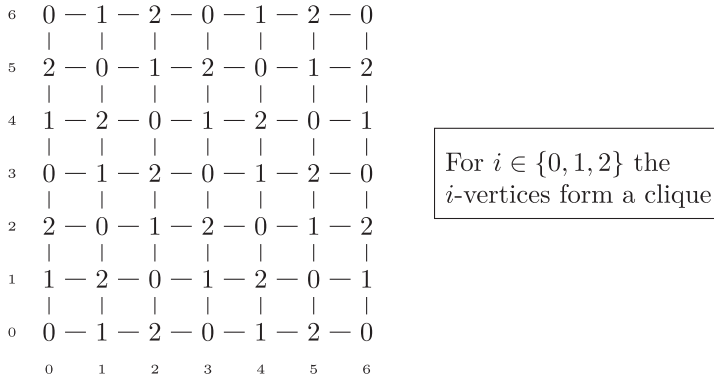 6 0 — 1 — 2 — 0 — 1 — 2 — 0
| | | | | | |
5 2 — 0 — 1 — 2 — 0 — 1 — 2
| | | | | | |
4 1 — 2 — 0 — 1 — 2 — 0 — 1
| | | | | | |
3 0 — 1 — 2 — 0 — 1 — 2 — 0
| | | | | | |
2 2 — 0 — 1 — 2 — 0 — 1 — 2
| | | | | | |
1 1 — 2 — 0 — 1 — 2 — 0 — 1
| | | | | | |
0 0 — 1 — 2 — 0 — 1 — 2 — 0
0 1 2 3 4 5 6
For i ∈ {0, 1, 2} the
i-vertices form a clique